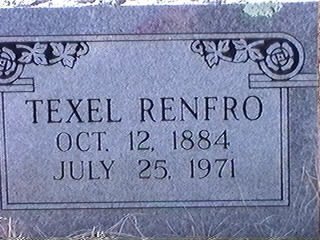 TEXEL RENFRO
OCT. 12, 1884
JULY 25, 1971